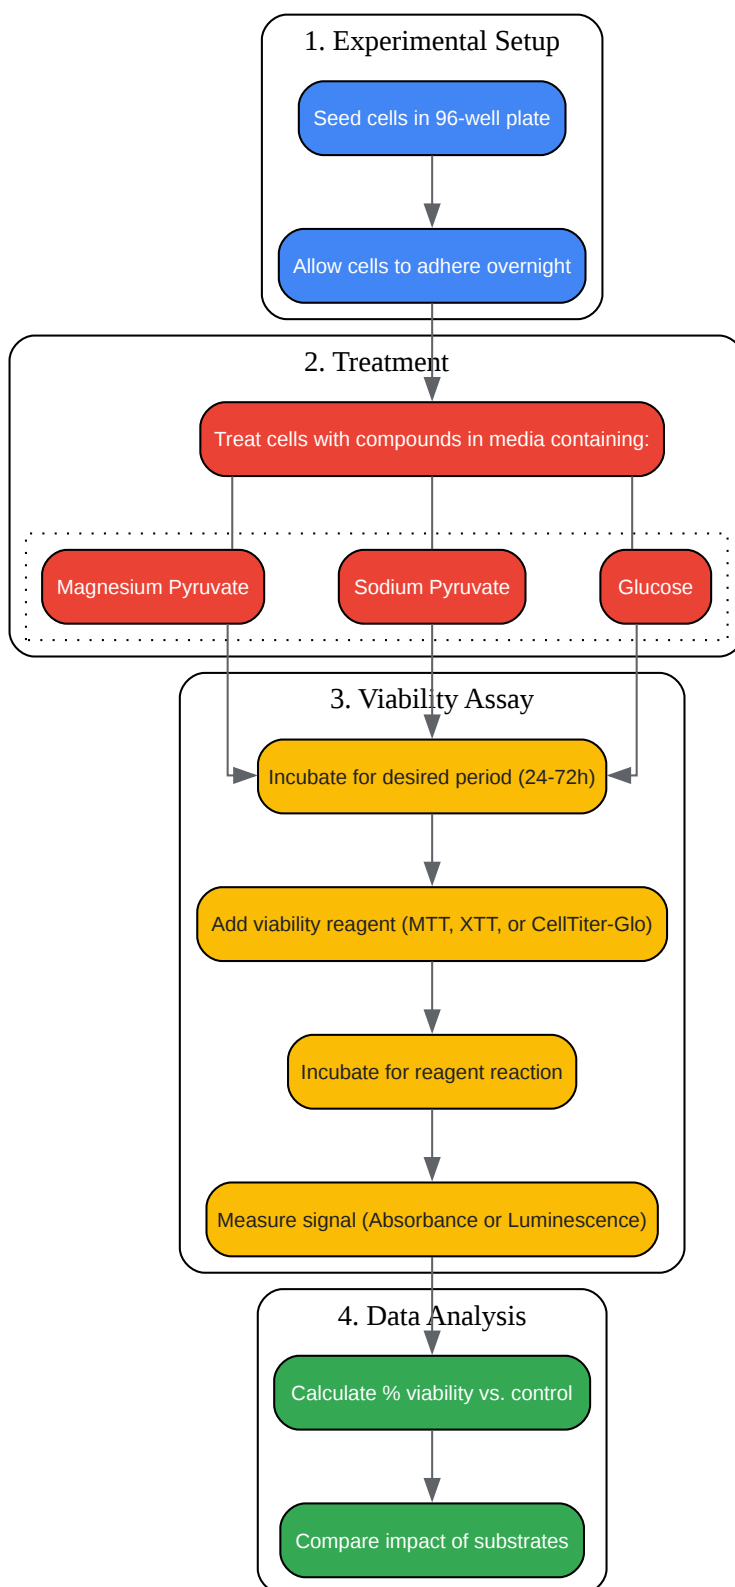 1. Experimental Setup
Seed cells in 96-well plate
Allow cells to adhere overnight
2. Treatment
Treat cells with compounds in media containing:
Magnesium Pyruvate
Sodium Pyruvate
Glucose
3. Viability Assay
Incubate for desired period (24-72h)
Add viability reagent (MTT, XTT, or CellTiter-Glo)
Incubate for reagent reaction
Measure signal (Absorbance or Luminescence)
4. Data Analysis
Calculate % viability vs. control
Compare impact of substrates